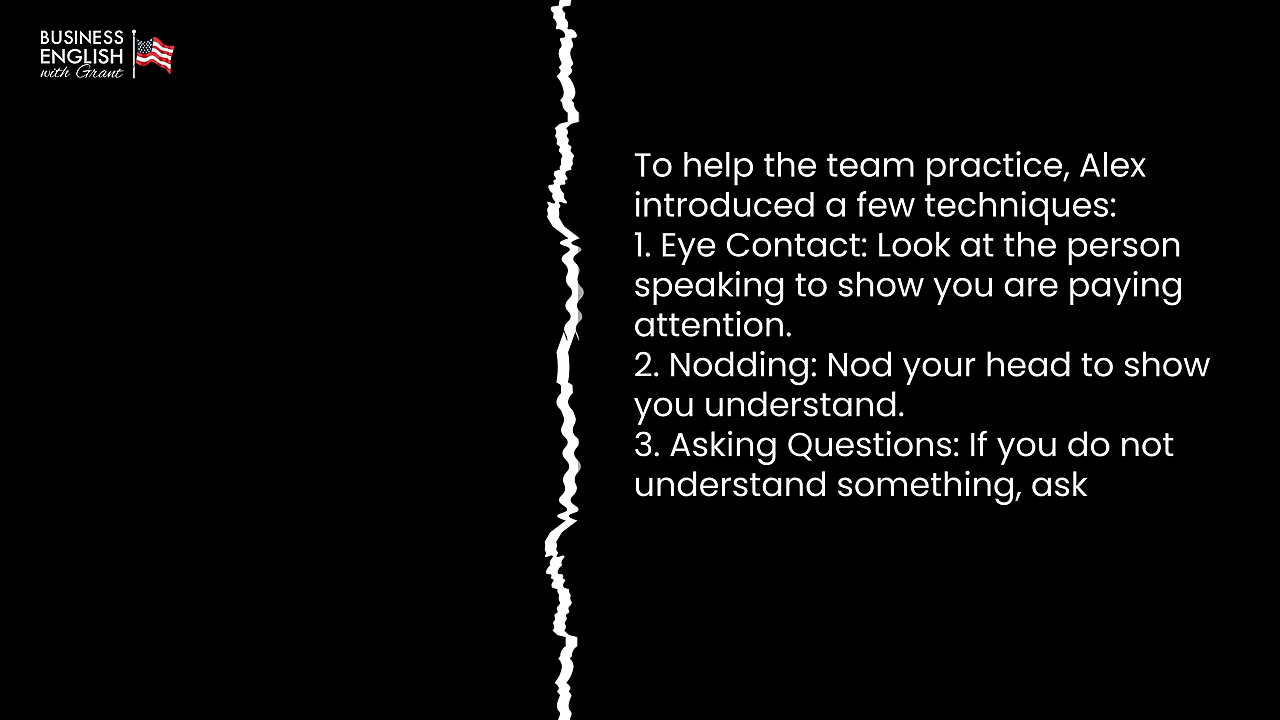 BUSINESS
ENGLISH
with Grant
To help the team practice, Alex
introduced a few techniques:
1. Eye Contact: Look at the person
speaking to show you are paying
attention.
2. Nodding: Nod your head to show
you understand.
3. Asking Questions: If you do not
understand something, ask